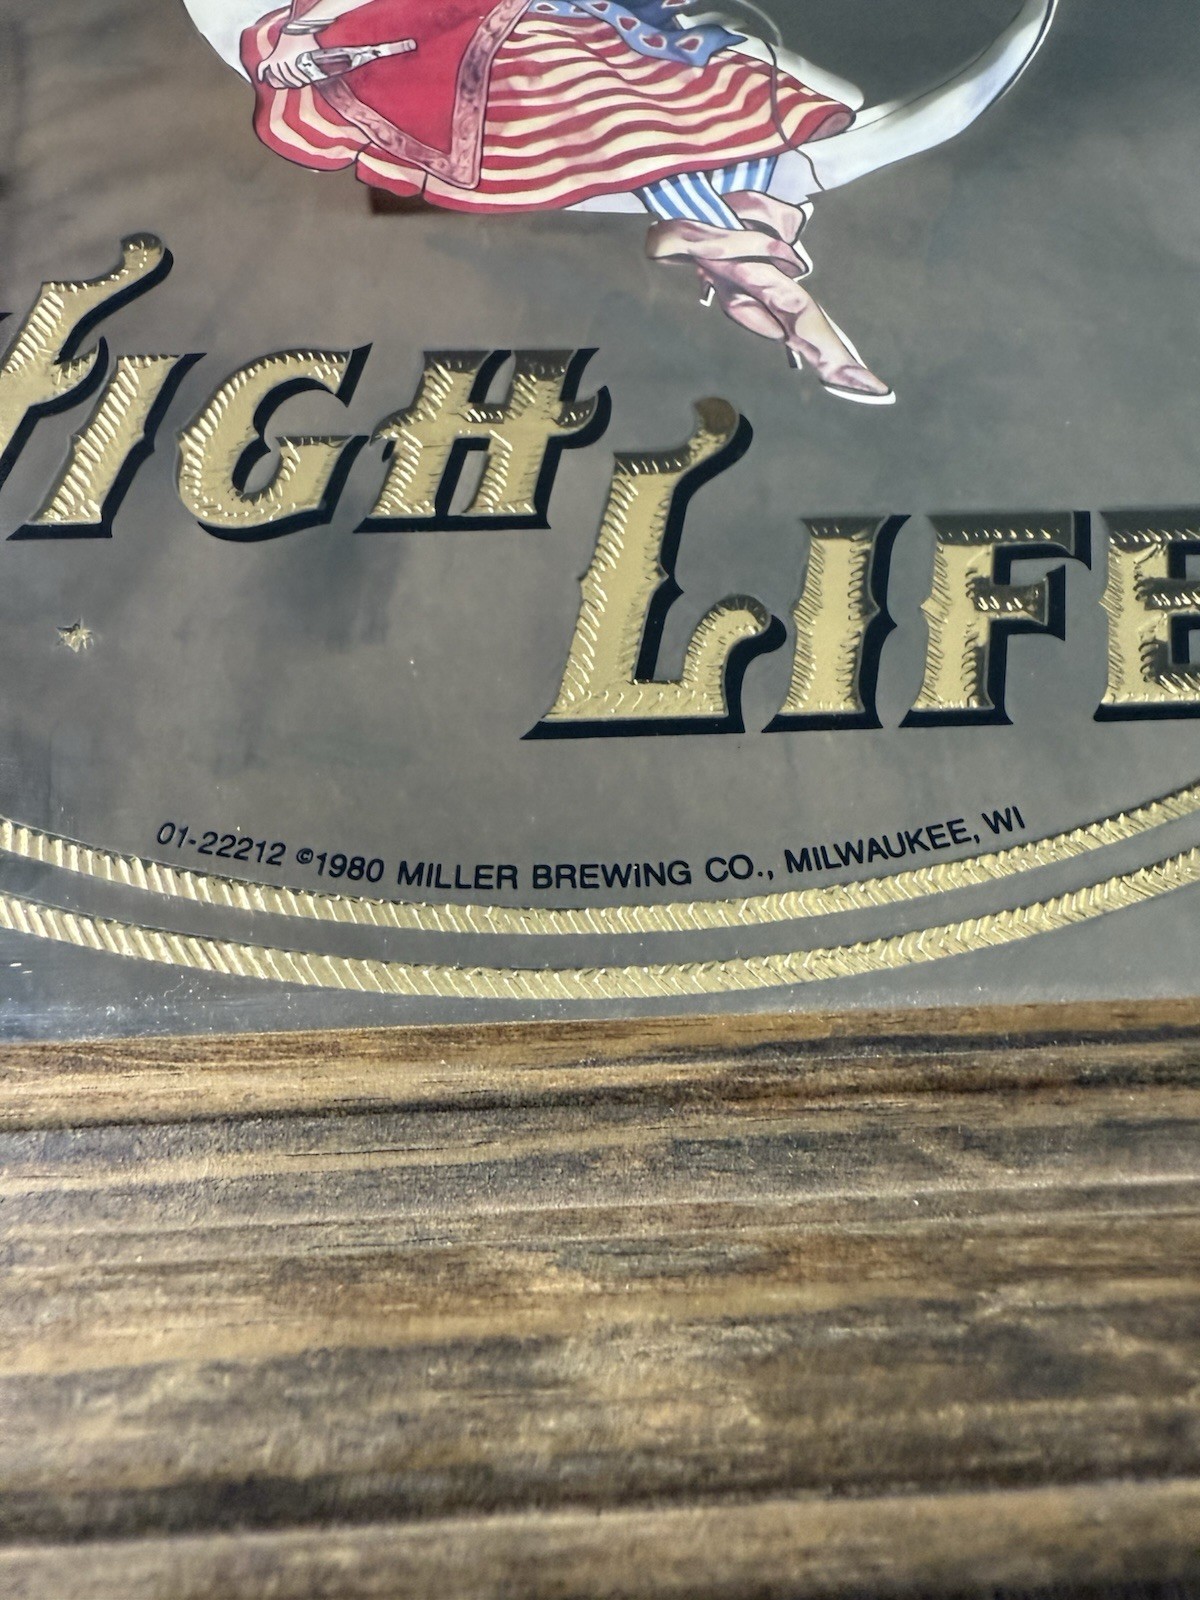 HIGH
LIFE
01-22212 ©1980 MILLER BREWING CO., MILWAUKEE, WI